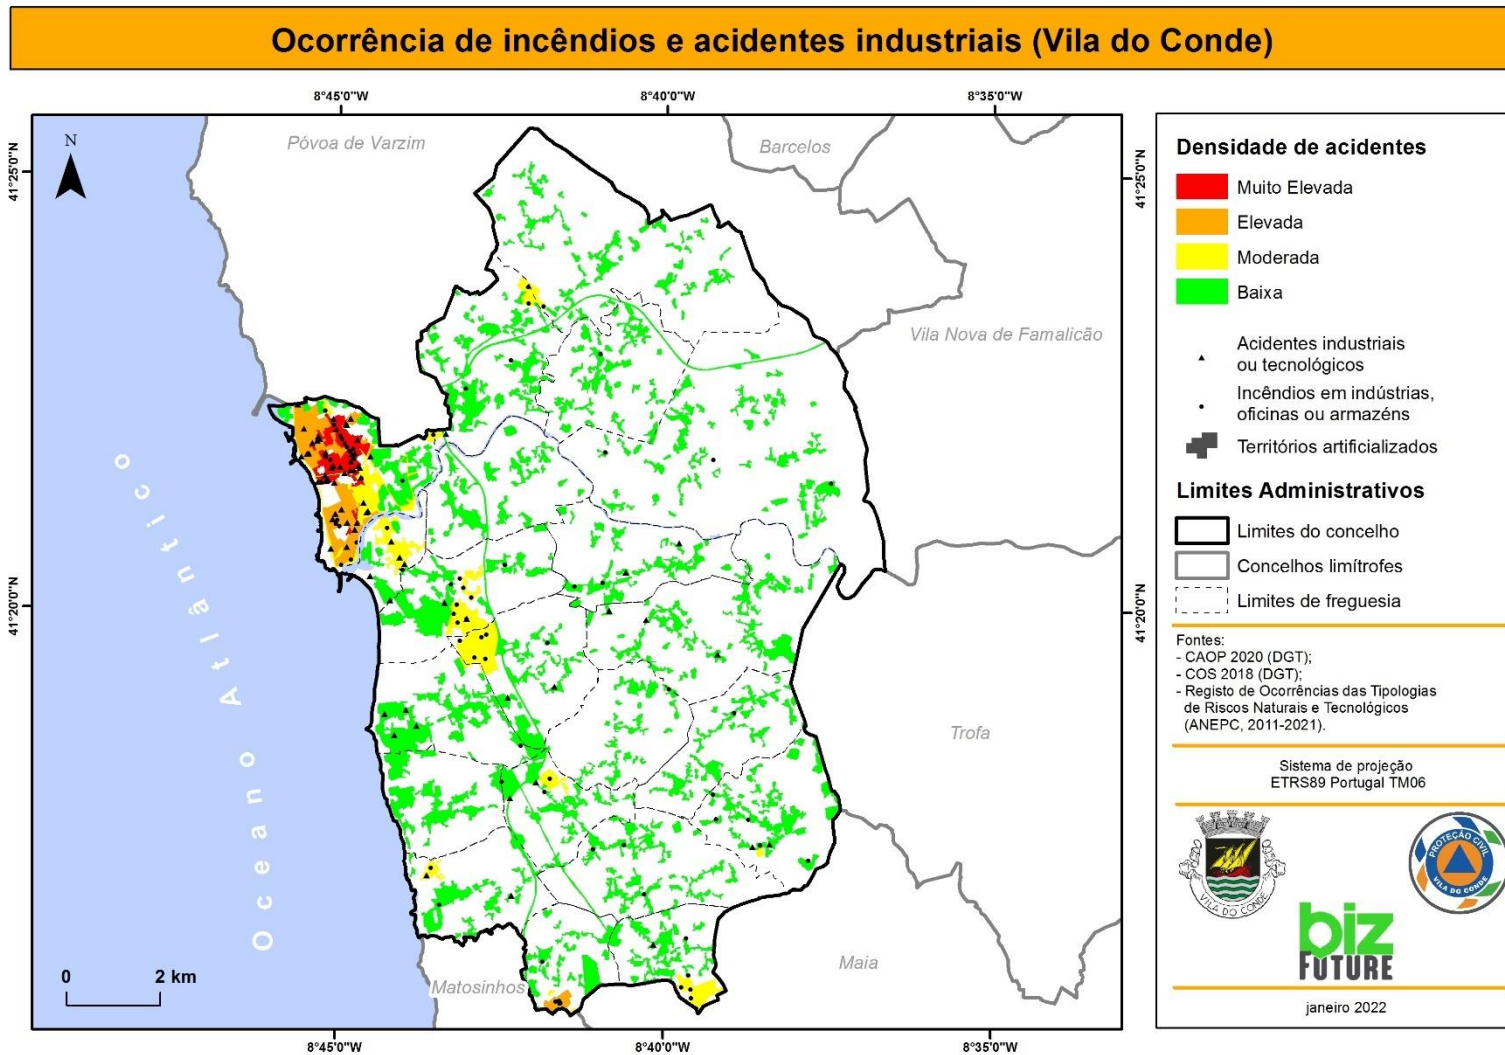 Ocorrência de incêndios e acidentes industriais (Vila do Conde)
8°45'0"W
8°40'0"W
8°35'0"W
41°25'0"N
41°25'0"N
41°20'0"N
41°20'0"N
N
Póvoa de Varzim
Barcelos
Vila Nova de Famalicão
Trofa
Maia
Matosinhos
Oceano Atlântico
0 2 km
8°45'0"W
8°40'0"W
8°35'0"W
Densidade de acidentes
Muito Elevada
Elevada
Moderada
Baixa
Acidentes industriais
ou tecnológicos
Incêndios em indústrias,
oficinas ou armazéns
Territórios artificializados
Limites Administrativos
Limites do concelho
Concelhos limítrofes
Limites de freguesia
Fontes:
- CAOP 2020 (DGT);
- COS 2018 (DGT);
- Registo de Ocorrências das Tipologias
de Riscos Naturais e Tecnológicos
(ANEPC, 2011-2021).
Sistema de projeção
ETRS89 Portugal TM06
VILA DO CONDE
PROTEÇÃO CIVIL
VILA DO CONDE
biz
FUTURE
janeiro 2022